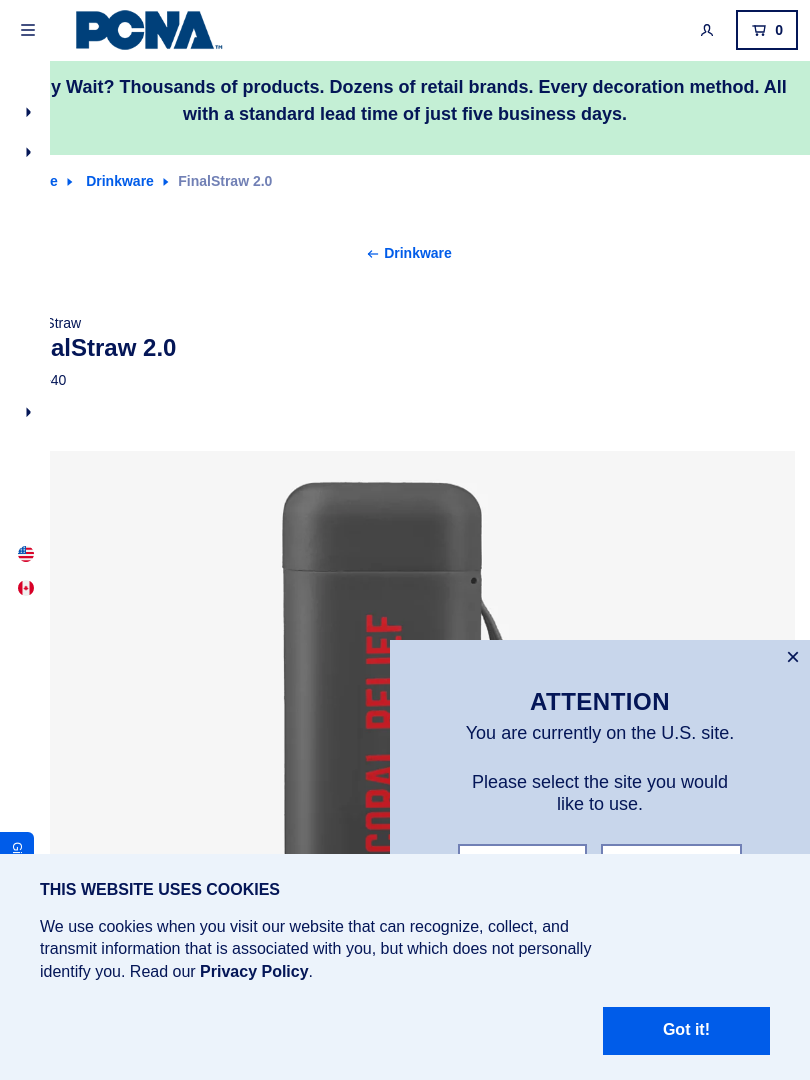 PCNA
TM
0
y Wait? Thousands of products. Dozens of retail brands. Every decoration method. All
with a standard lead time of just five business days.
e
Drinkware
FinalStraw 2.0
← Drinkware
Straw
alStraw 2.0
40
CORAL RELIEF
×
ATTENTION
You are currently on the U.S. site.
Please select the site you would
like to use.
Gi
THIS WEBSITE USES COOKIES
We use cookies when you visit our website that can recognize, collect, and
transmit information that is associated with you, but which does not personally
identify you. Read our Privacy Policy.
Got it!